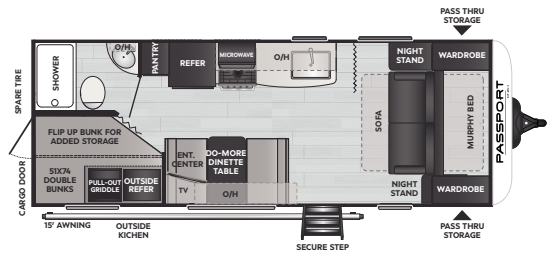 PASS THRU
STORAGE
O/H
PANTRY
REFER
MICROWAVE
O/H
NIGHT
STAND
WARDROBE
SPARE TIRE
SHOWER
SOFA
MURPHY BED
PASSPORT
FLIP UP BUNK FOR
ADDED STORAGE
ENT.
CENTER
DO-MORE
DINETTE
TABLE
51X74
DOUBLE
BUNKS
PULL-OUT
GRIDDLE
OUTSIDE
REFER
TV
O/H
NIGHT
STAND
WARDROBE
CARGO DOOR
15' AWNING
OUTSIDE
KICHEN
SECURE STEP
PASS THRU
STORAGE